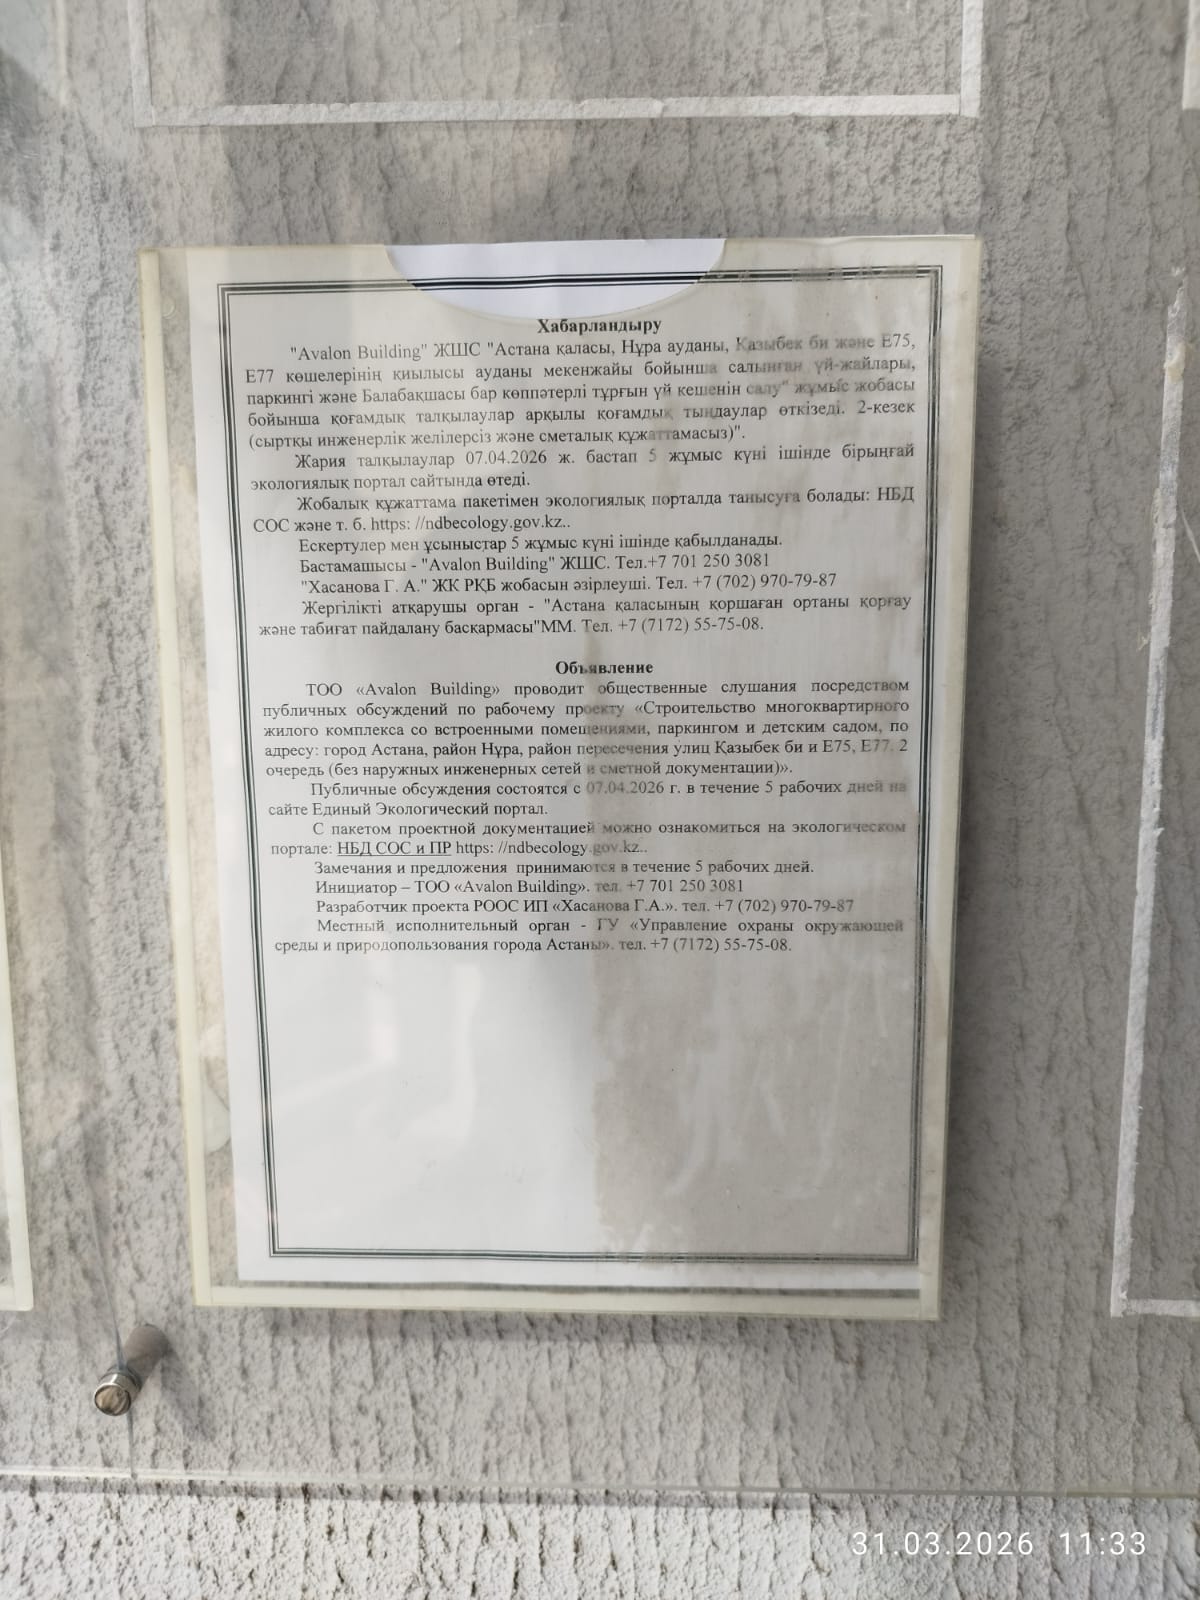 Хабарландыру
"Avalon Building" ЖШС "Астана қаласы, Нұра ауданы, Қазыбек би және Е75,
Е77 көшелерінің қиылысы ауданы мекенжайы бойынша салынған үй-жайлары,
паркингі және Балабақшасы бар көппәтерлі тұрғын үй кешенін салу" жұмыс жобасы
бойынша қоғамдық талқылаулар арқылы қоғамдық тыңдаулар өткізеді. 2-кезек
(сыртқы инженерлік желілерсіз және сметалық құжаттамасыз)".
Жария талқылаулар 07.04.2026 ж. бастап 5 жұмыс күні ішінде бірыңғай
экологиялық портал сайтында өтеді.
Жобалық құжаттама пакетімен экологиялық порталда танысуға болады: НБД
СОС және т. б. https: //ndbecology.gov.kz..
Ескертулер мен ұсыныстар 5 жұмыс күні ішінде қабылданады.
Бастамашысы - "Avalon Building" ЖШС. Тел.+7 701 250 3081
"Хасанова Г. А." ЖК РҚБ жобасын әзірлеуші. Тел. +7 (702) 970-79-87
Жергілікті атқарушы орган - "Астана қаласының қоршаған ортаны қорғау
және табиғат пайдалану басқармасы"ММ. Тел. +7 (7172) 55-75-08.
Объявление
ТОО «Avalon Building» проводит общественные слушания посредством
публичных обсуждений по рабочему проекту «Строительство многоквартирного
жилого комплекса со встроенными помещениями, паркингом и детским садом, по
адресу: город Астана, район Нұра, район пересечения улиц Қазыбек би и Е75, Е77. 2
очередь (без наружных инженерных сетей и сметной документации)».
Публичные обсуждения состоятся с 07.04.2026 г. в течение 5 рабочих дней на
сайте Единый Экологический портал.
С пакетом проектной документацией можно ознакомиться на экологическом
портале: НБД СОС и ПР https: //ndbecology.gov.kz..
Замечания и предложения принимаются в течение 5 рабочих дней.
Инициатор – ТОО «Avalon Building». тел. +7 701 250 3081
Разработчик проекта РООС ИП «Хасанова Г.А.». тел. +7 (702) 970-79-87
Местный исполнительный орган - ГУ «Управление охраны окружающей
среды и природопользования города Астаны». тел. +7 (7172) 55-75-08.
31.03.2026 11:33